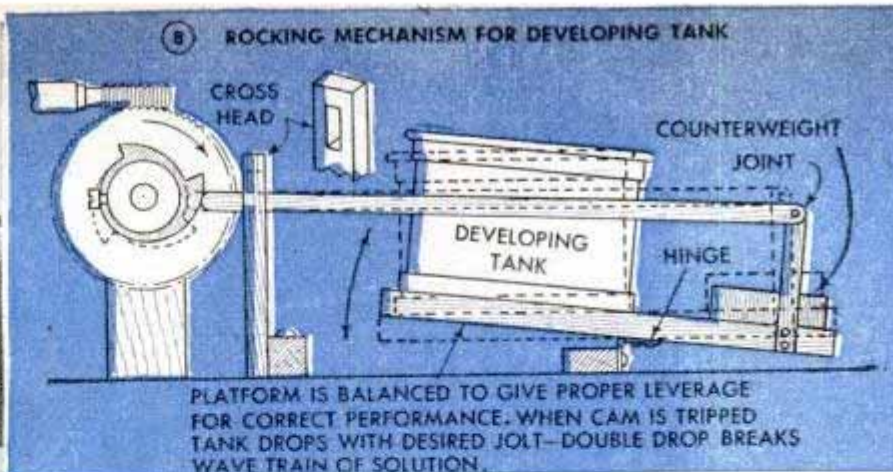 8 ROCKING MECHANISM FOR DEVELOPING TANK
CROSS
HEAD
COUNTERWEIGHT
JOINT
DEVELOPING
TANK
HINGE
PLATFORM IS BALANCED TO GIVE PROPER LEVERAGE
FOR CORRECT PERFORMANCE. WHEN CAM IS TRIPPED
TANK DROPS WITH DESIRED JOLT—DOUBLE DROP BREAKS
WAVE TRAIN OF SOLUTION.